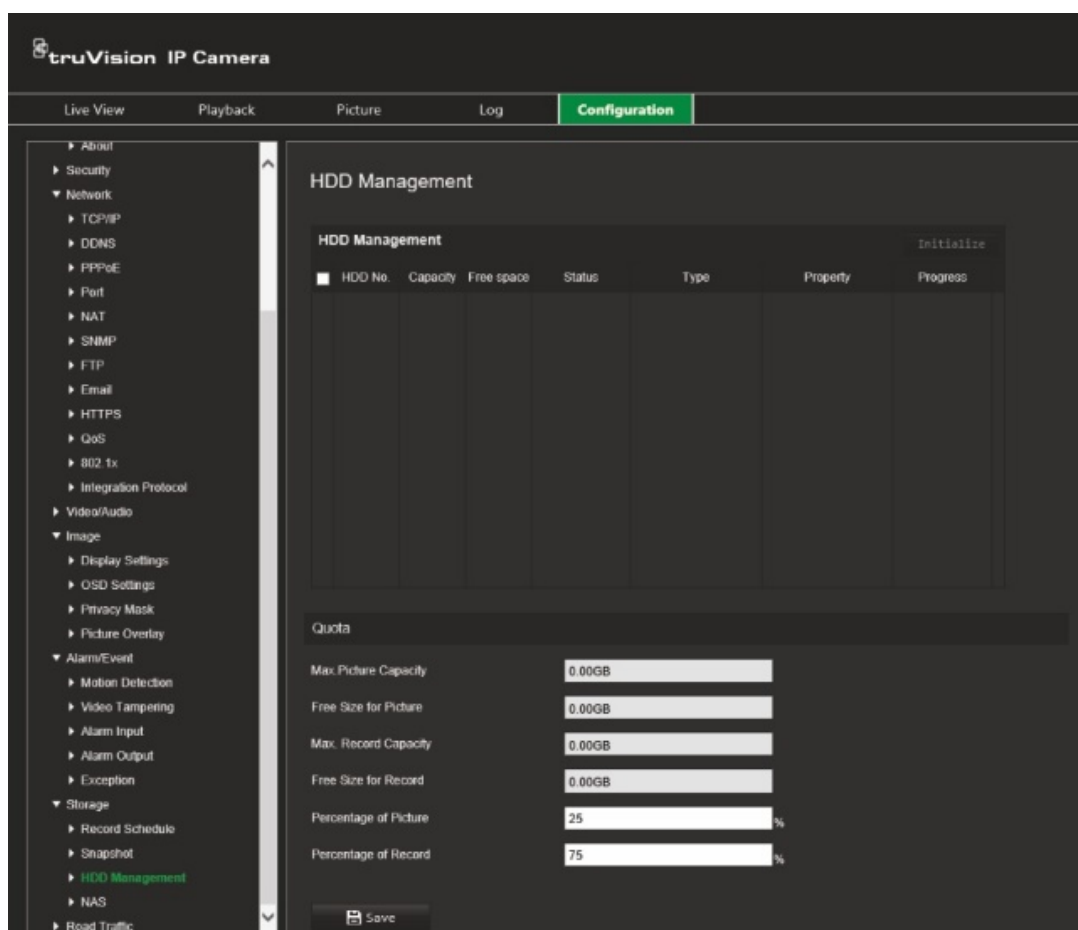 truVision IP Camera
Live View Playback Picture Log Configuration
About
Security
Network
TCP/IP
DDNS
PPPoE
Port
NAT
SNMP
FTP
Email
HTTPS
QoS
802.1x
Integration Protocol
Video/Audio
Image
Display Settings
OSD Settings
Privacy Mask
Picture Overlay
Alarm/Event
Motion Detection
Video Tampering
Alarm Input
Alarm Output
Exception
Storage
Record Schedule
Snapshot
HDD Management
NAS
Road Traffic
HDD Management
HDD Management Initialize
HDD No. Capacity Free space Status Type Property Progress
Quota
Max.Picture Capacity 0.00GB
Free Size for Picture 0.00GB
Max. Record Capacity 0.00GB
Free Size for Record 0.00GB
Percentage of Picture 25 %
Percentage of Record 75 %
Save